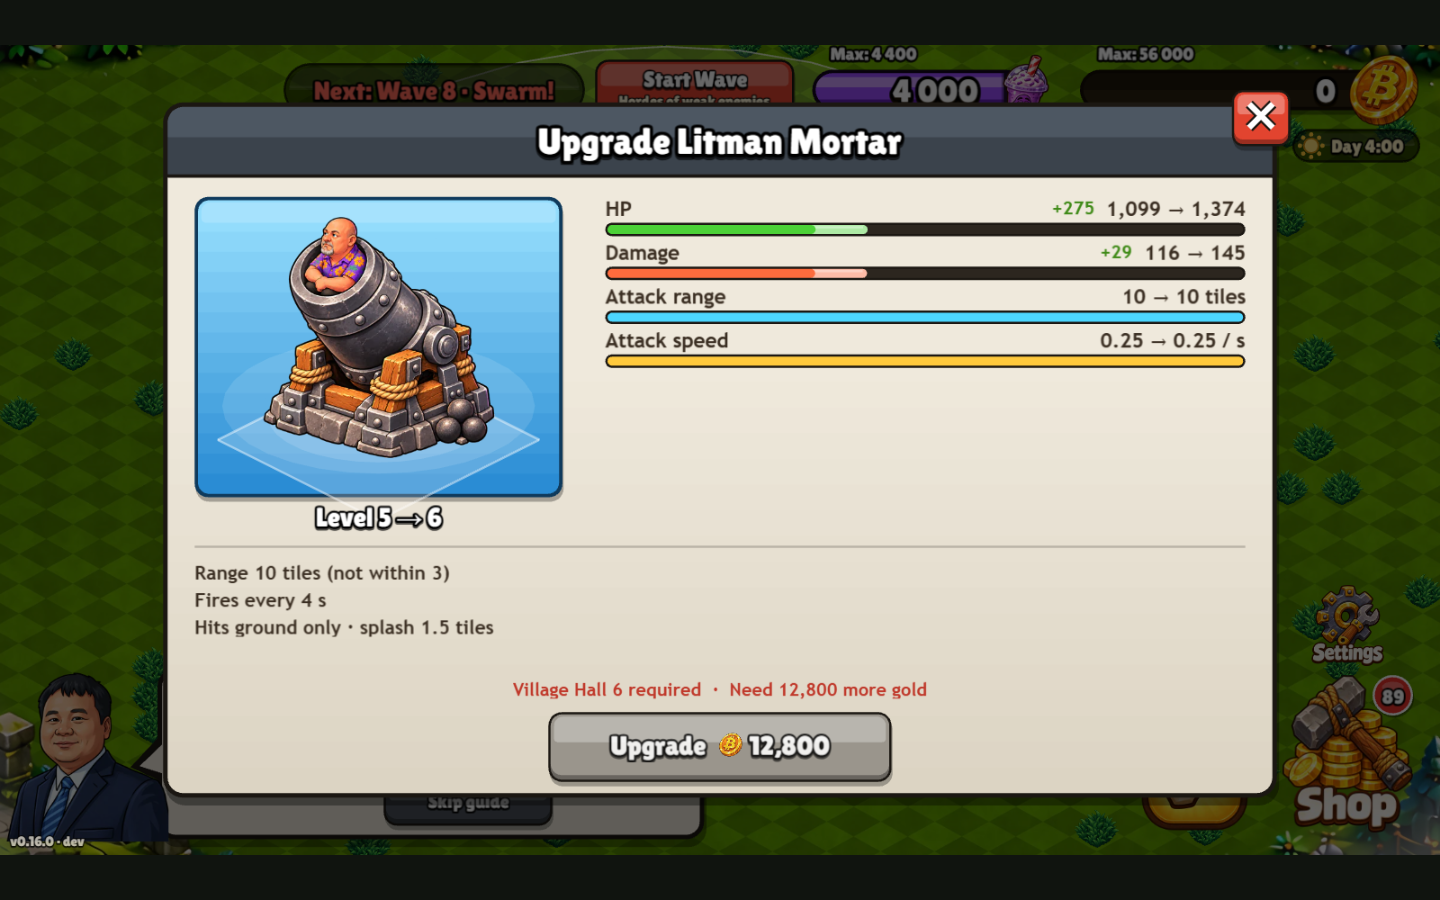 Max: 4 400
Max: 56 000
Next: Wave 8 · Swarm!
Start Wave
Hordes of weak enemies
4 000
0
Day 4:00
Upgrade Litman Mortar
HP
+275 1,099 → 1,374
Damage
+29 116 → 145
Attack range
10 → 10 tiles
Attack speed
0.25 → 0.25 / s
Level 5 → 6
Range 10 tiles (not within 3)
Fires every 4 s
Hits ground only · splash 1.5 tiles
Village Hall 6 required · Need 12,800 more gold
Upgrade 12,800
Settings
89
Shop
Skip guide
v0.16.0 · dev